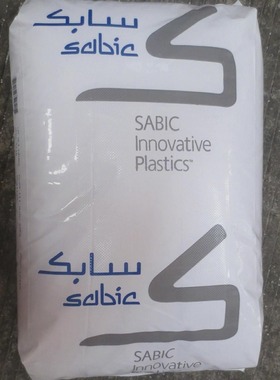 سابك
sabic
SABIC
Innovative
Plastics™
سابك
sabic
SABIC
Innovative